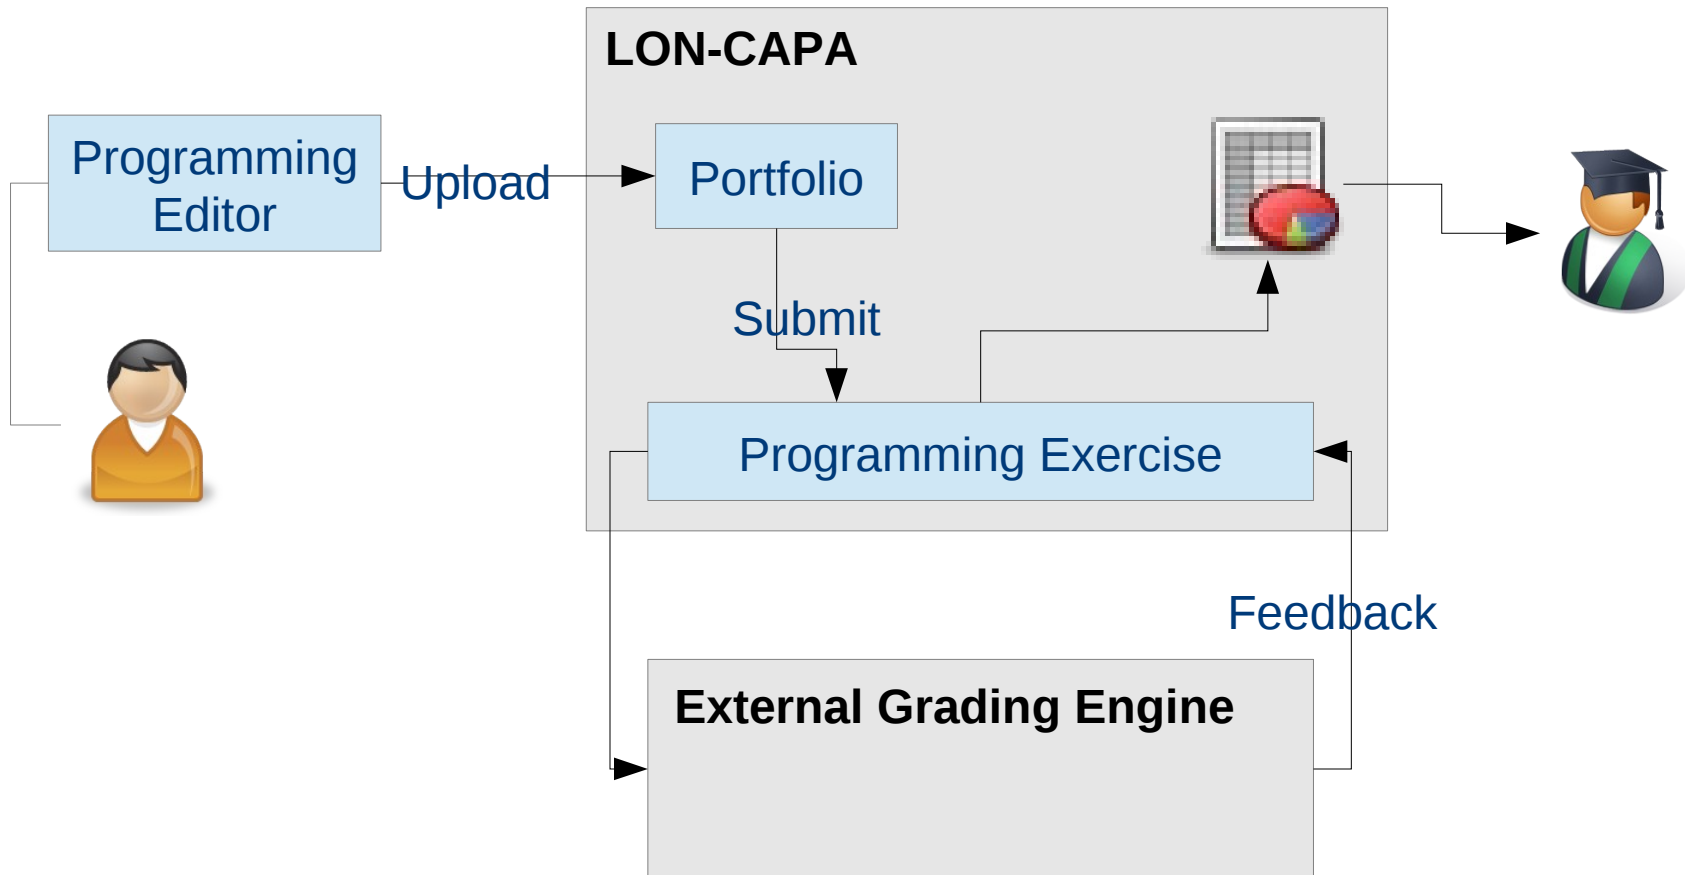 LON-CAPA
Programming
Editor
Upload
Portfolio
Submit
Programming Exercise
Feedback
External Grading Engine